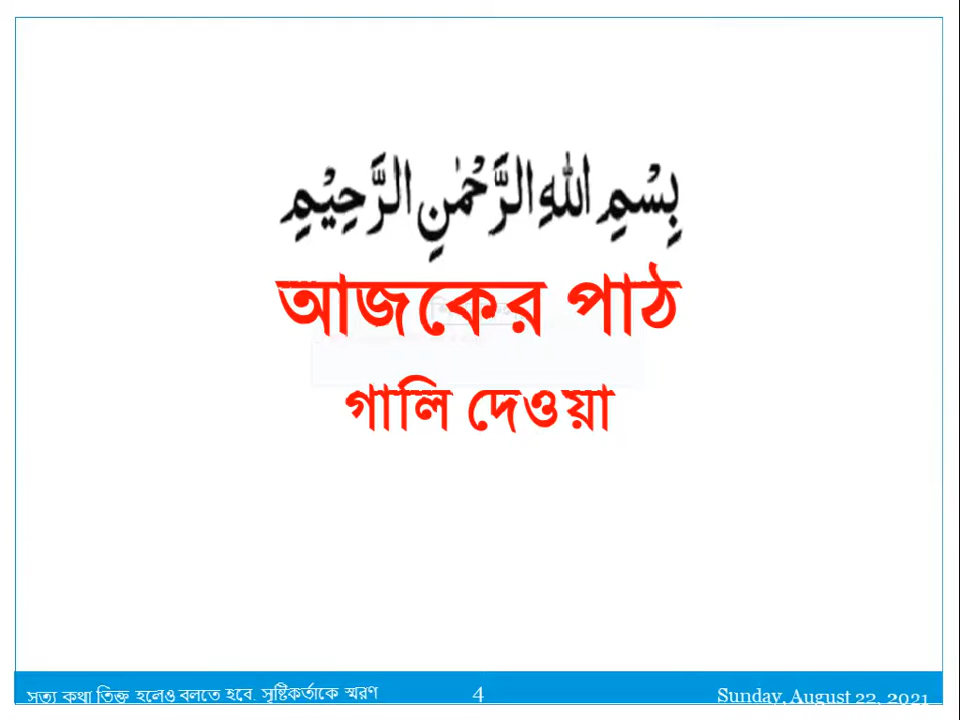 بِسْمِ اللهِ الرَّحْمٰنِ الرَّحِيْمِ
আজকের পাঠ
গালি দেওয়া
সত্য কথা তিক্ত হলেও বলতে হবে. সৃষ্টিকর্তাকে স্মরণ 4 Sunday, August 22, 2021